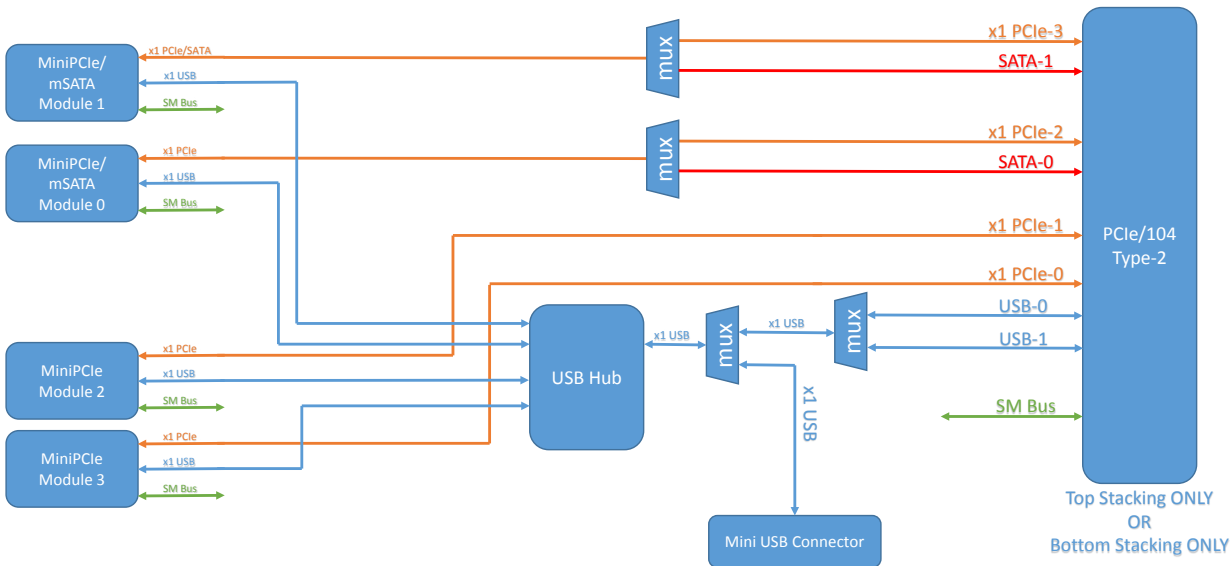 x1 PCIe-3
x1 PCIe/SATA
MiniPCIe/
mSATA
Module 1
mux
SATA-1
x1 USB
SM Bus
x1 PCIe-2
x1 PCIe
MiniPCIe/
mSATA
Module 0
mux
SATA-0
x1 USB
SM Bus
x1 PCIe-1
PCIe/104
Type-2
x1 PCIe-0
USB-0
x1 USB
mux
x1 USB
mux
USB-1
x1 PCIe
MiniPCIe
Module 2
x1 USB
USB Hub
SM Bus
x1 USB
SM Bus
x1 PCIe
MiniPCIe
Module 3
x1 USB
SM Bus
Top Stacking ONLY
OR
Bottom Stacking ONLY
Mini USB Connector